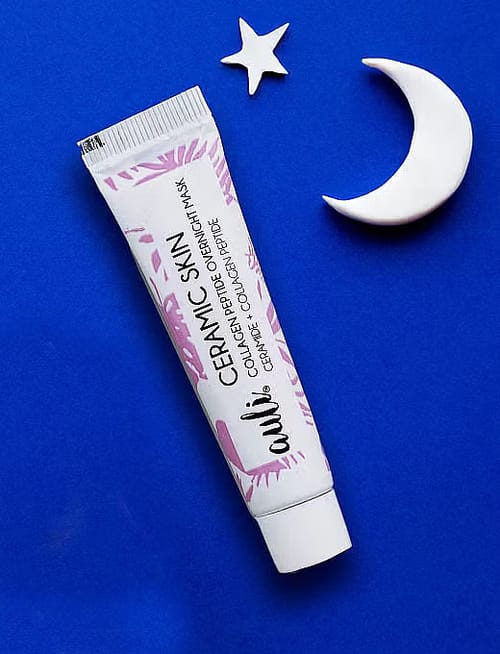 CERAMIC SKIN
COLLAGEN PEPTIDE OVERNIGHT MASK
CERAMIDE + COLLAGEN PEPTIDE
auli®